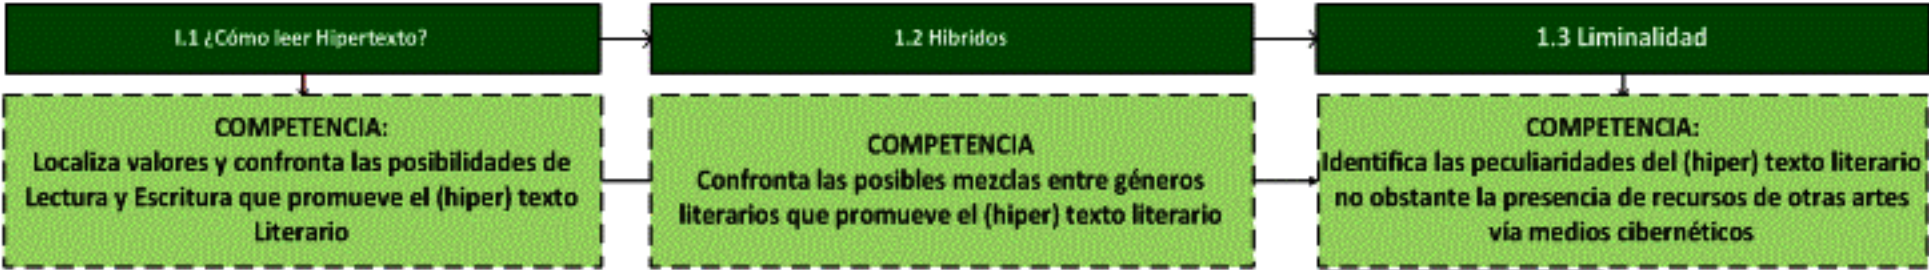 I.1 ¿Cómo leer Hipertexto?
1.2 Hibridos
1.3 Liminalidad
COMPETENCIA:
Localiza valores y confronta las posibilidades de
Lectura y Escritura que promueve el (hiper) texto
Literario
COMPETENCIA
Confronta las posibles mezclas entre géneros
literarios que promueve el (hiper) texto literario
COMPETENCIA:
Identifica las peculiaridades del (hiper) texto literario
no obstante la presencia de recursos de otras artes
vía medios cibernéticos